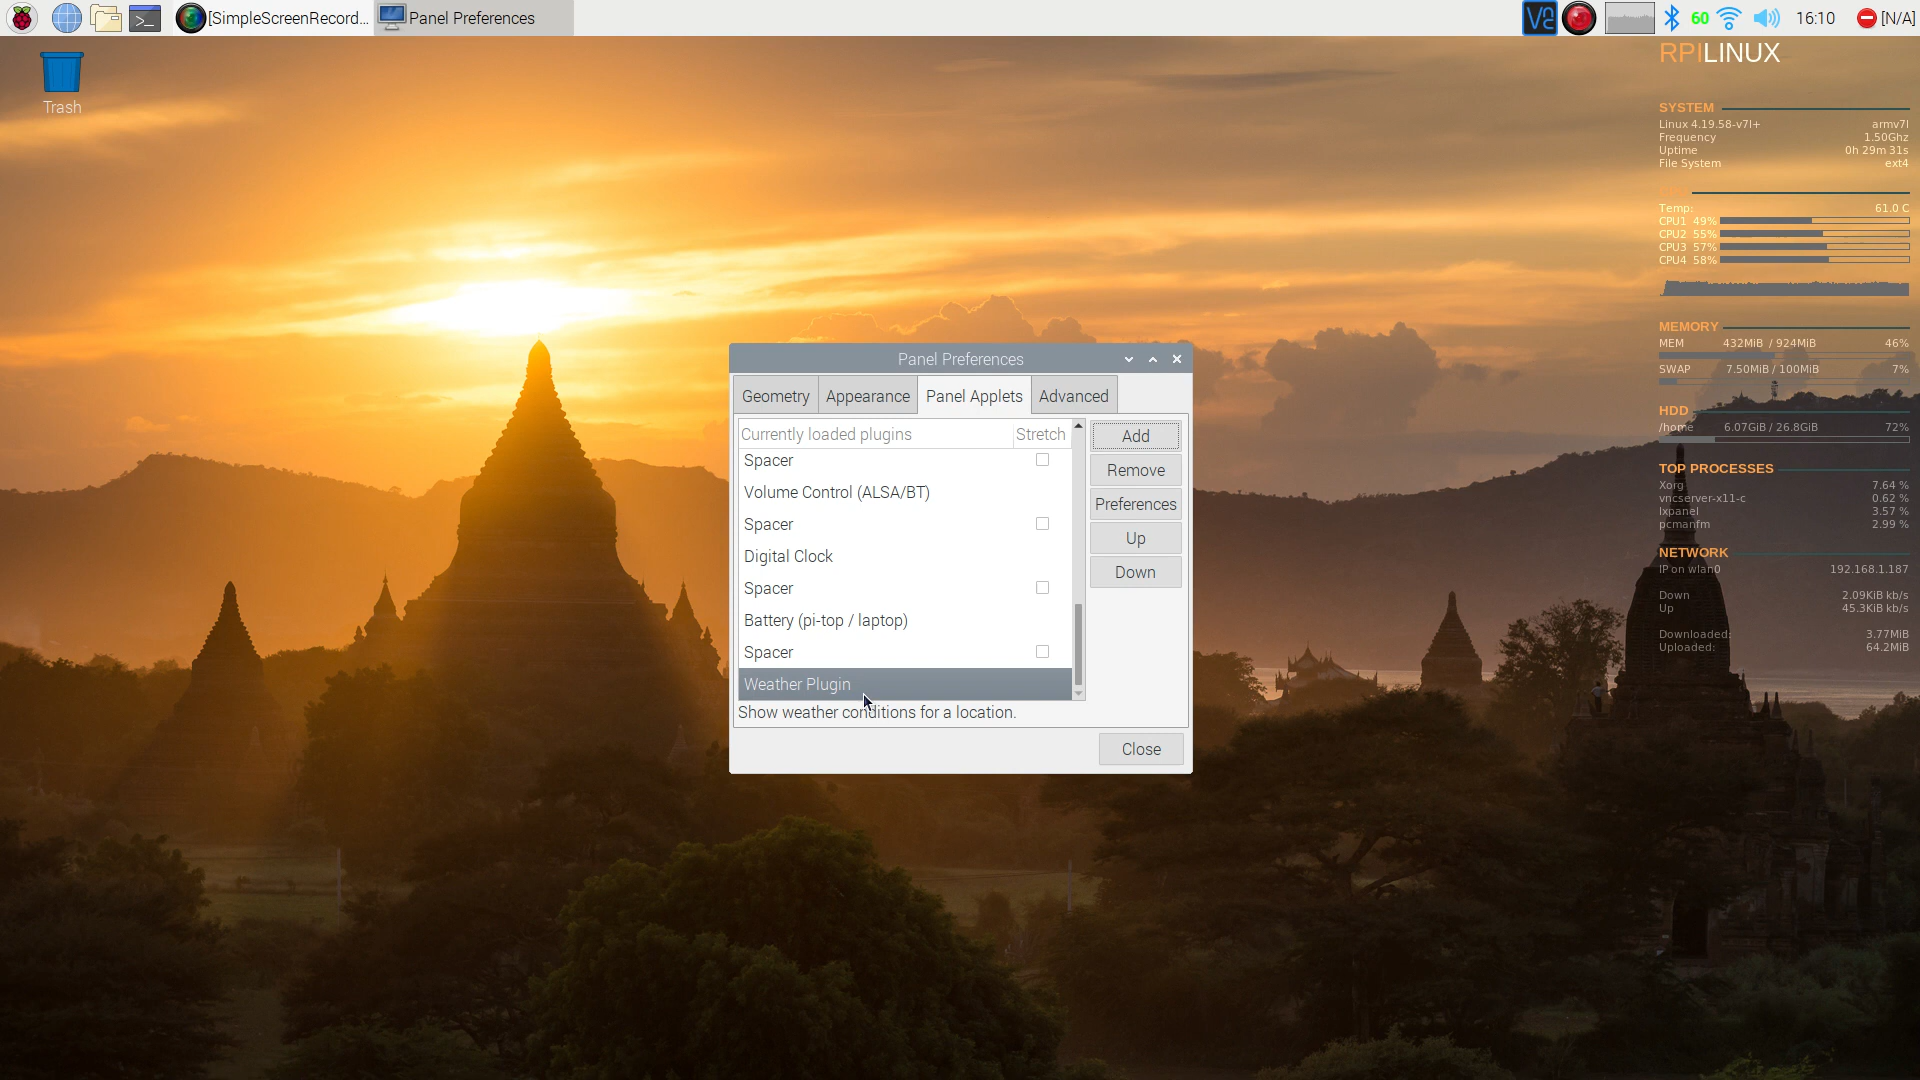 [SimpleScreenRecord...
Panel Preferences
60
16:10
[N/A]
Trash
RPILINUX
SYSTEM
Linux 4.19.58-v7l+ armv7l
Frequency 1.50Ghz
Uptime 0h 29m 31s
File System ext4
Temp: 61.0 C
CPU1 49%
CPU2 55%
CPU3 57%
CPU4 58%
MEMORY
MEM 432MiB / 924MiB 46%
SWAP 7.50MiB / 100MiB 7%
HDD
/home 6.07GiB / 26.8GiB 72%
TOP PROCESSES
Xorg 7.64 %
vncserver-x11-c 0.62 %
lxpanel 3.57 %
pcmanfm 2.99 %
NETWORK
IP on wlan0 192.168.1.187
Down 2.09KiB kb/s
Up 45.3KiB kb/s
Downloaded: 3.77MiB
Uploaded: 64.2MiB
Panel Preferences
Geometry Appearance Panel Applets Advanced
Currently loaded plugins Stretch
Spacer
Volume Control (ALSA/BT)
Spacer
Digital Clock
Spacer
Battery (pi-top / laptop)
Spacer
Weather Plugin
Show weather conditions for a location.
Add
Remove
Preferences
Up
Down
Close